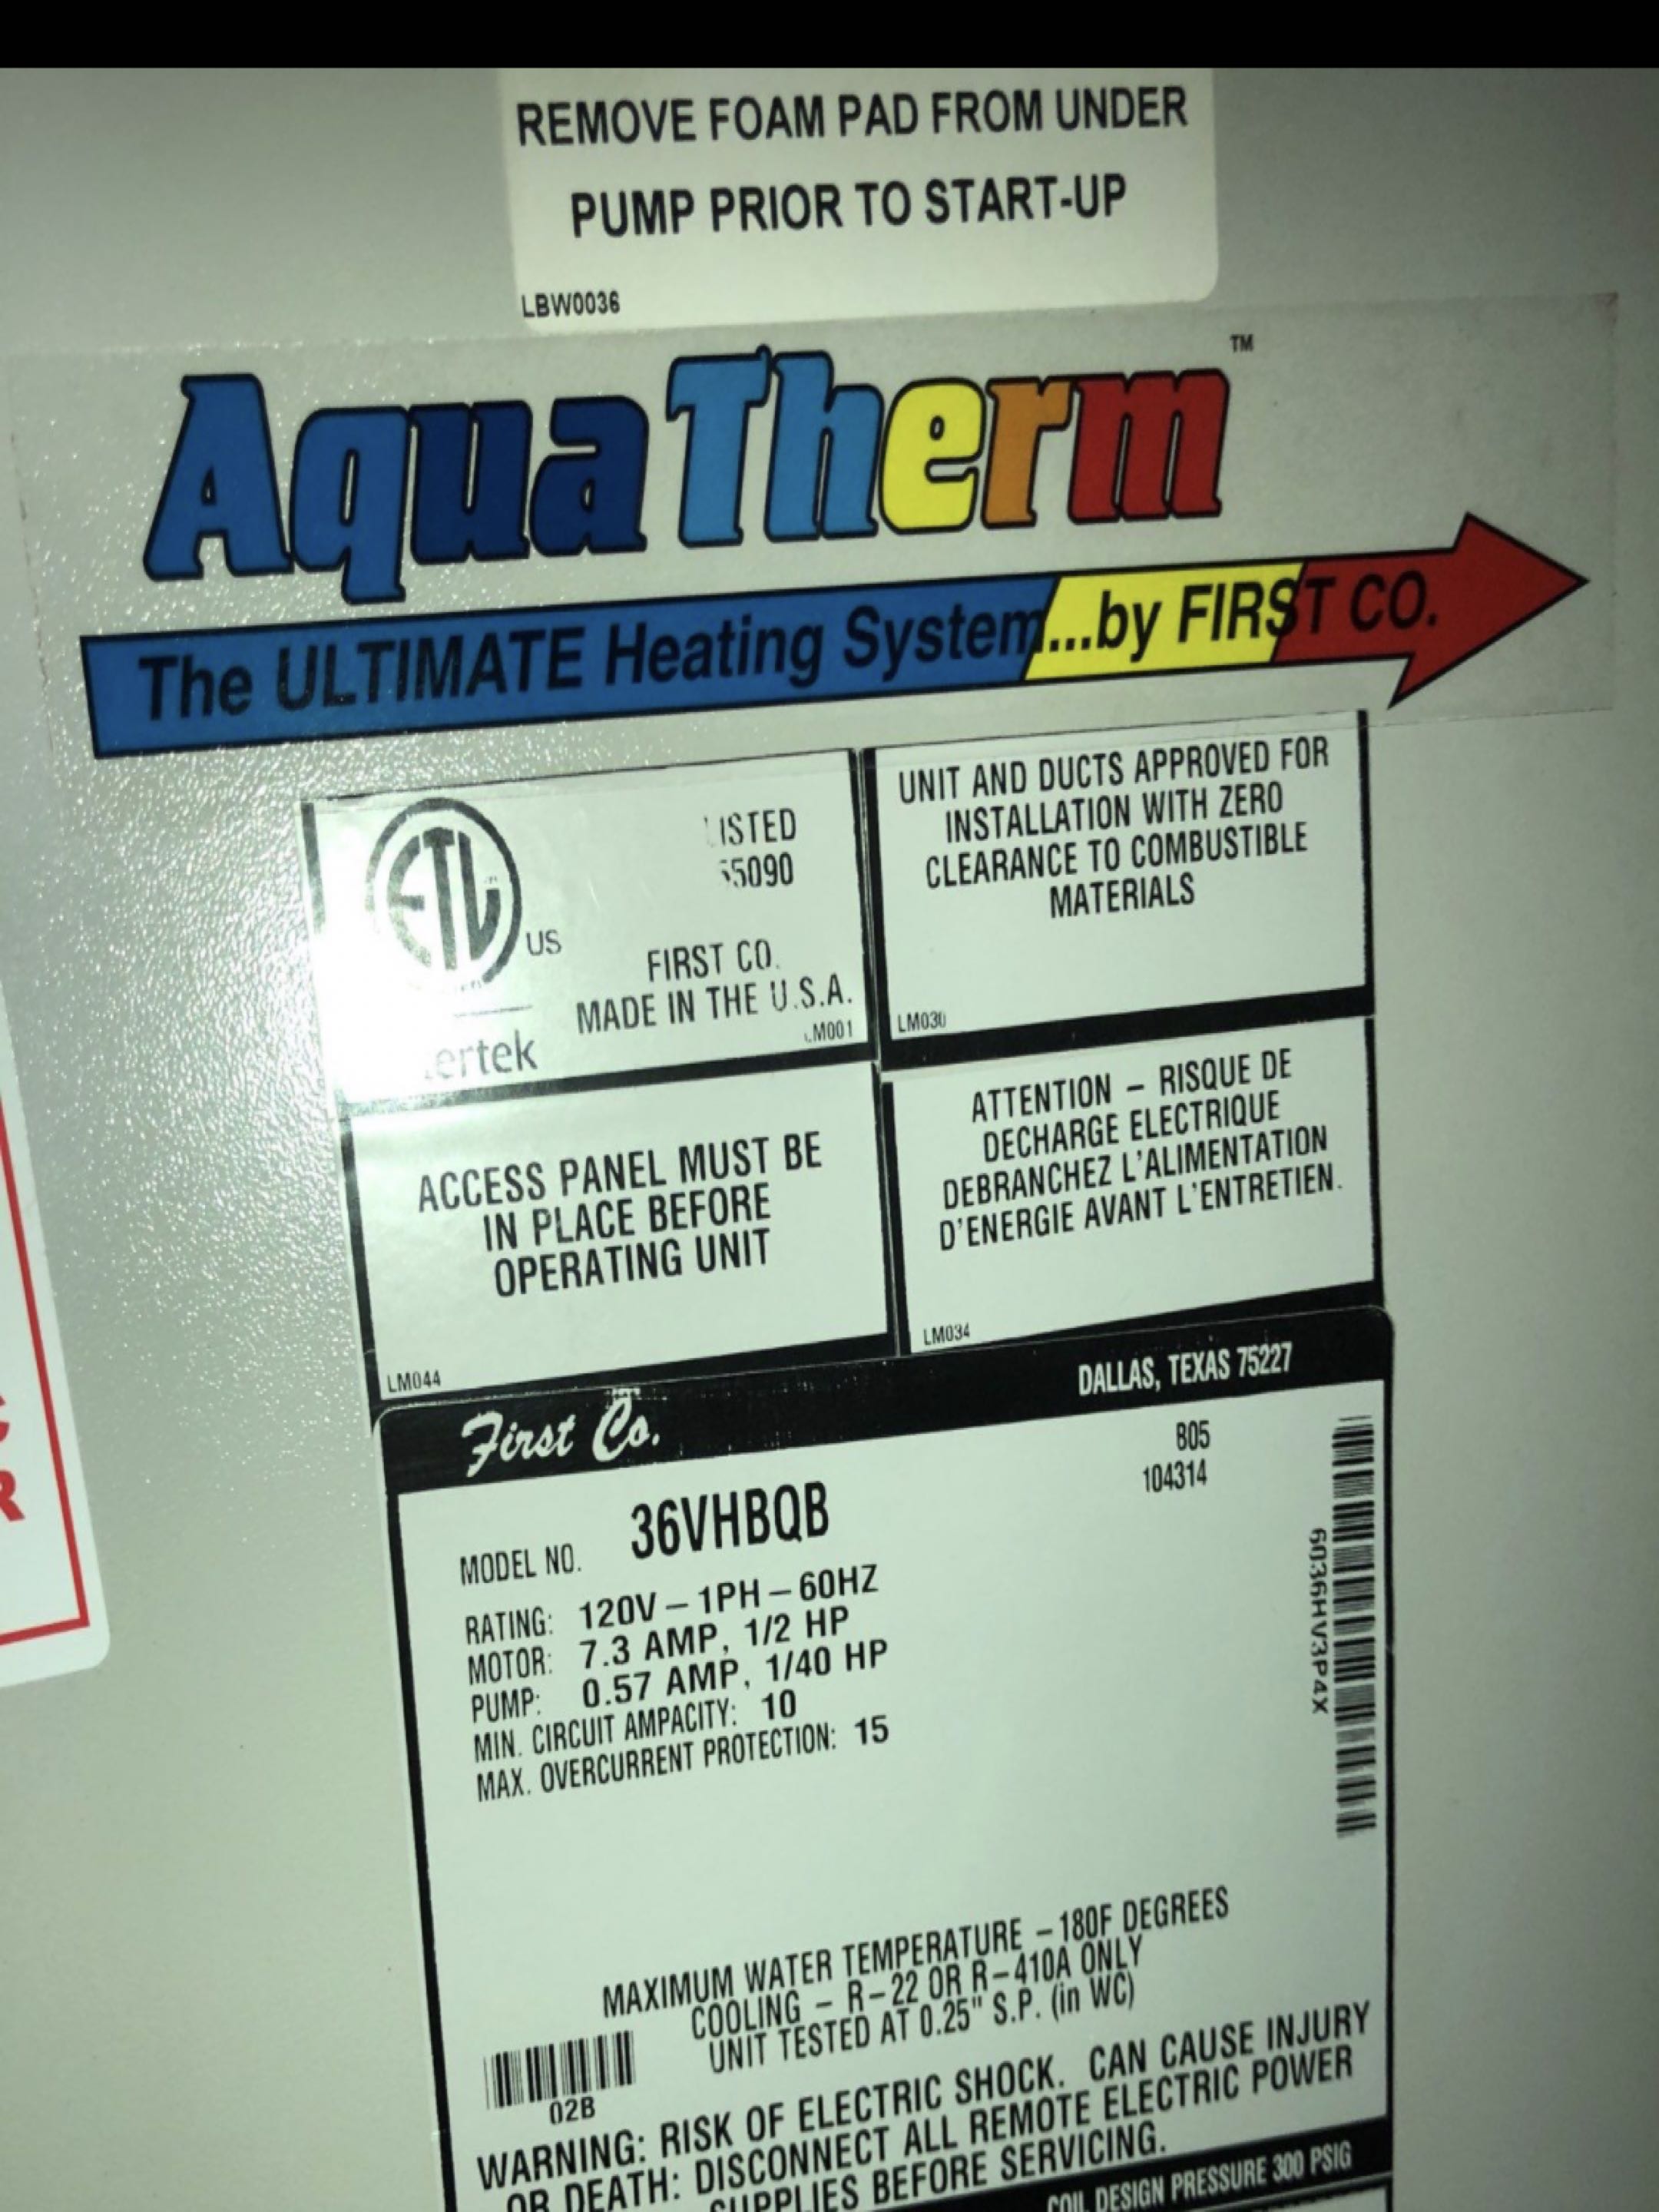 REMOVE FOAM PAD FROM UNDER
PUMP PRIOR TO START-UP
LBW0036
AquaTherm™
The ULTIMATE Heating System...by FIRST CO.
ETL
US
LISTED
55090
FIRST CO.
MADE IN THE U.S.A.
LM001
UNIT AND DUCTS APPROVED FOR
INSTALLATION WITH ZERO
CLEARANCE TO COMBUSTIBLE
MATERIALS
LM030
ACCESS PANEL MUST BE
IN PLACE BEFORE
OPERATING UNIT
LM044
ATTENTION – RISQUE DE
DECHARGE ELECTRIQUE
DEBRANCHEZ L'ALIMENTATION
D'ENERGIE AVANT L'ENTRETIEN.
LM034
First Co.
DALLAS, TEXAS 75227
B05
104314
MODEL NO. 36VHBQB
RATING: 120V – 1PH – 60HZ
MOTOR: 7.3 AMP, 1/2 HP
PUMP: 0.57 AMP, 1/40 HP
MIN. CIRCUIT AMPACITY: 10
MAX. OVERCURRENT PROTECTION: 15
6036HV3P4X
MAXIMUM WATER TEMPERATURE – 180F DEGREES
COOLING – R-22 OR R-410A ONLY
UNIT TESTED AT 0.25" S.P. (in WC)
02B
WARNING: RISK OF ELECTRIC SHOCK. CAN CAUSE INJURY
OR DEATH: DISCONNECT ALL REMOTE ELECTRIC POWER
SUPPLIES BEFORE SERVICING.
COIL DESIGN PRESSURE 300 PSIG